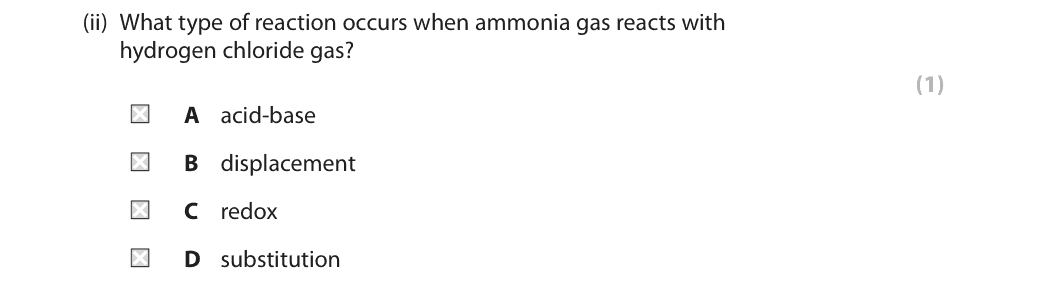 (ii) What type of reaction occurs when ammonia gas reacts with
hydrogen chloride gas?
(1)
A acid-base
B displacement
C redox
D substitution